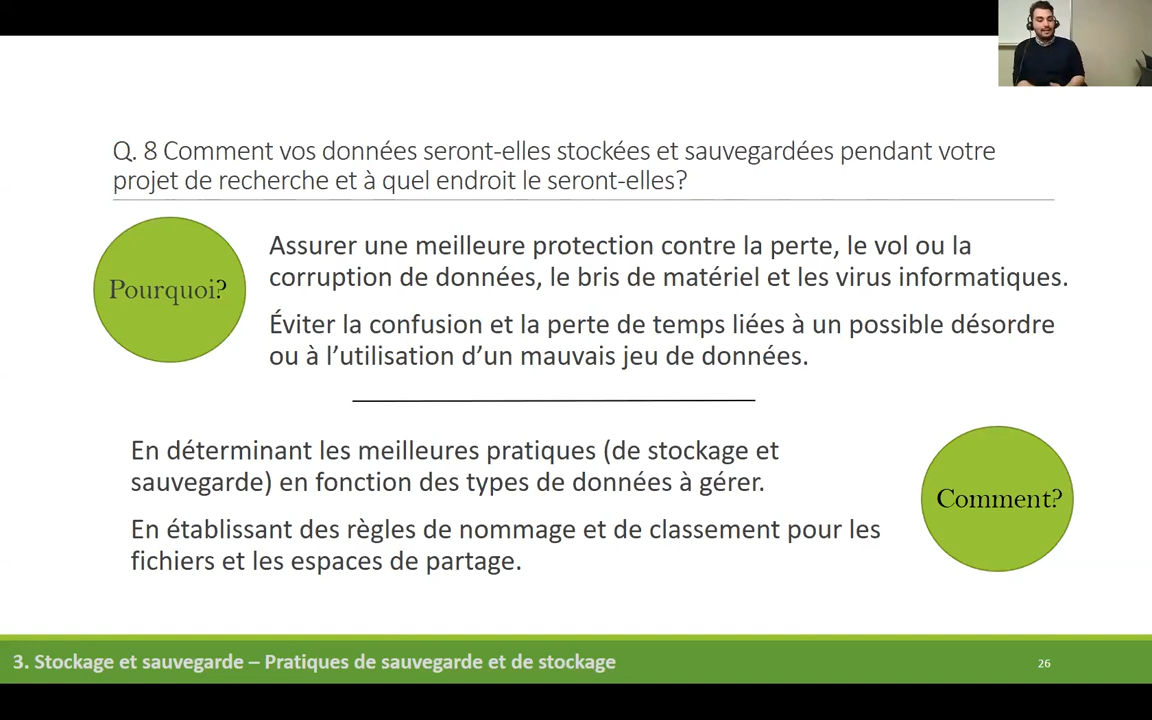 Q. 8 Comment vos données seront-elles stockées et sauvegardées pendant votre
projet de recherche et à quel endroit le seront-elles?
Pourquoi?
Assurer une meilleure protection contre la perte, le vol ou la
corruption de données, le bris de matériel et les virus informatiques.
Éviter la confusion et la perte de temps liées à un possible désordre
ou à l’utilisation d’un mauvais jeu de données.
En déterminant les meilleures pratiques (de stockage et
sauvegarde) en fonction des types de données à gérer.
En établissant des règles de nommage et de classement pour les
fichiers et les espaces de partage.
Comment?
3. Stockage et sauvegarde – Pratiques de sauvegarde et de stockage
26